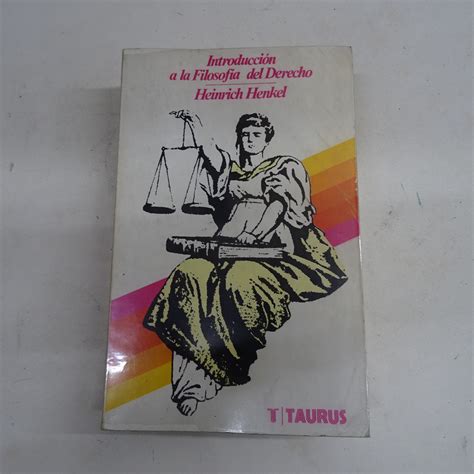 Introducción
a la Filosofía del Derecho
Heinrich Henkel
T | TAURUS